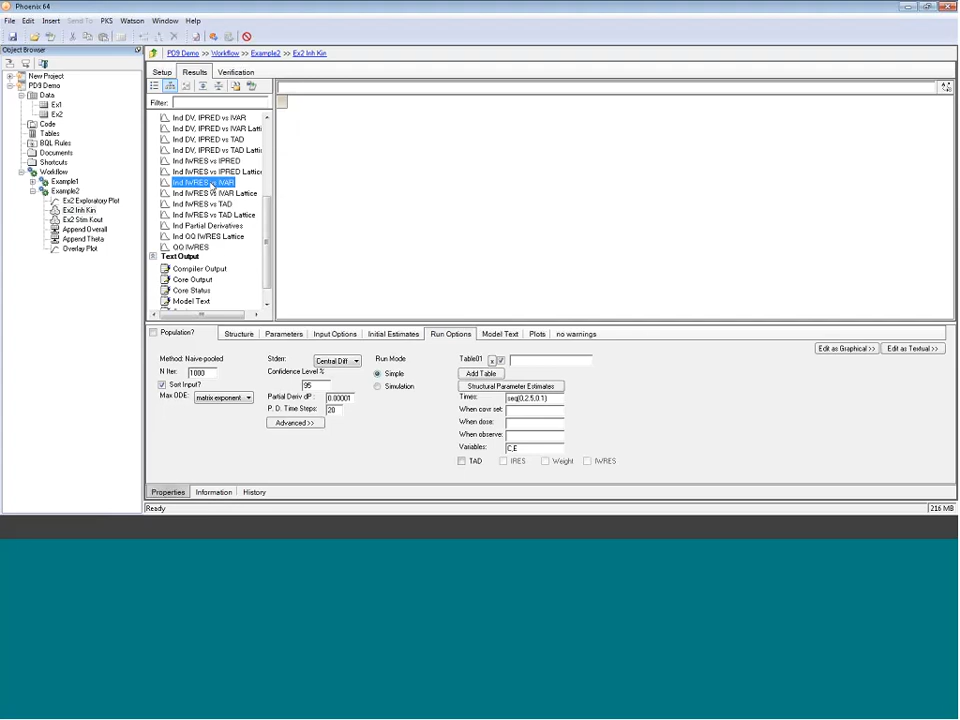 Phoenix 64
File Edit Insert Send To PKS Watson Window Help
Object Browser
PD9 Demo >> Workflow >> Example2 >> Ex2 Inh Kin
New Project
PD9 Demo
Data
Ex1
Ex2
Code
Tables
BQL Rules
Documents
Shortcuts
Workflow
Example1
Example2
Ex2 Exploratory Plot
Ex2 Inh Kin
Ex2 Stim Kout
Append Overall
Append Theta
Overlay Plot
Setup Results Verification
Filter:
Ind DV, IPRED vs IVAR
Ind DV, IPRED vs IVAR Latti
Ind DV, IPRED vs TAD
Ind DV, IPRED vs TAD Lattic
Ind IWRES vs IPRED
Ind IWRES vs IPRED Lattice
Ind IWRES vs IVAR
Ind IWRES vs IVAR Lattice
Ind IWRES vs TAD
Ind IWRES vs TAD Lattice
Ind Partial Derivatives
Ind QQ IWRES Lattice
QQ IWRES
Text Output
Compiler Output
Core Output
Core Status
Model Text
Population? Structure Parameters Input Options Initial Estimates Run Options Model Text Plots no warnings
Edit as Graphical >> Edit as Textual >>
Method: Naive-pooled
N Iter: 1000
Sort Input?
Max ODE: matrix exponent
Stderr: Central Diff
Confidence Level %
95
Partial Deriv dP: 0.00001
P. D. Time Steps: 20
Advanced >>
Run Mode
Simple
Simulation
Table01 x
Add Table
Structural Parameter Estimates
Times: seq(0,2.5,0.1)
When covr set:
When dose:
When observe:
Variables: C,E
TAD IRES Weight IWRES
Properties Information History
Ready 216 MB